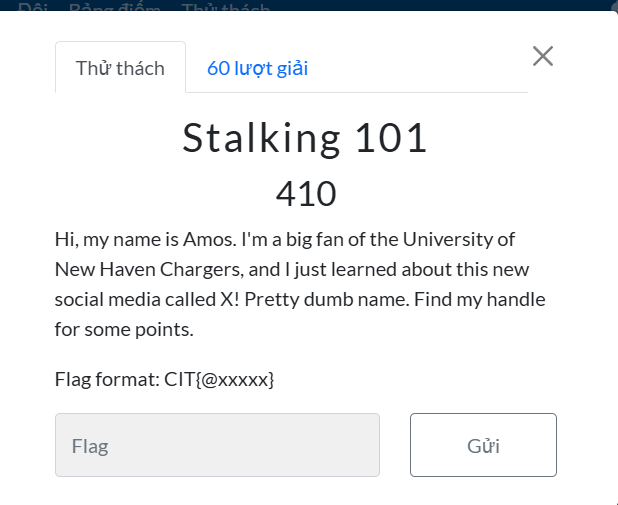 Đội Bảng điểm Thử thách
Thử thách
60 lượt giải
Stalking 101
410
Hi, my name is Amos. I'm a big fan of the University of
New Haven Chargers, and I just learned about this new
social media called X! Pretty dumb name. Find my handle
for some points.
Flag format: CIT{@xxxxx}
Flag
Gửi